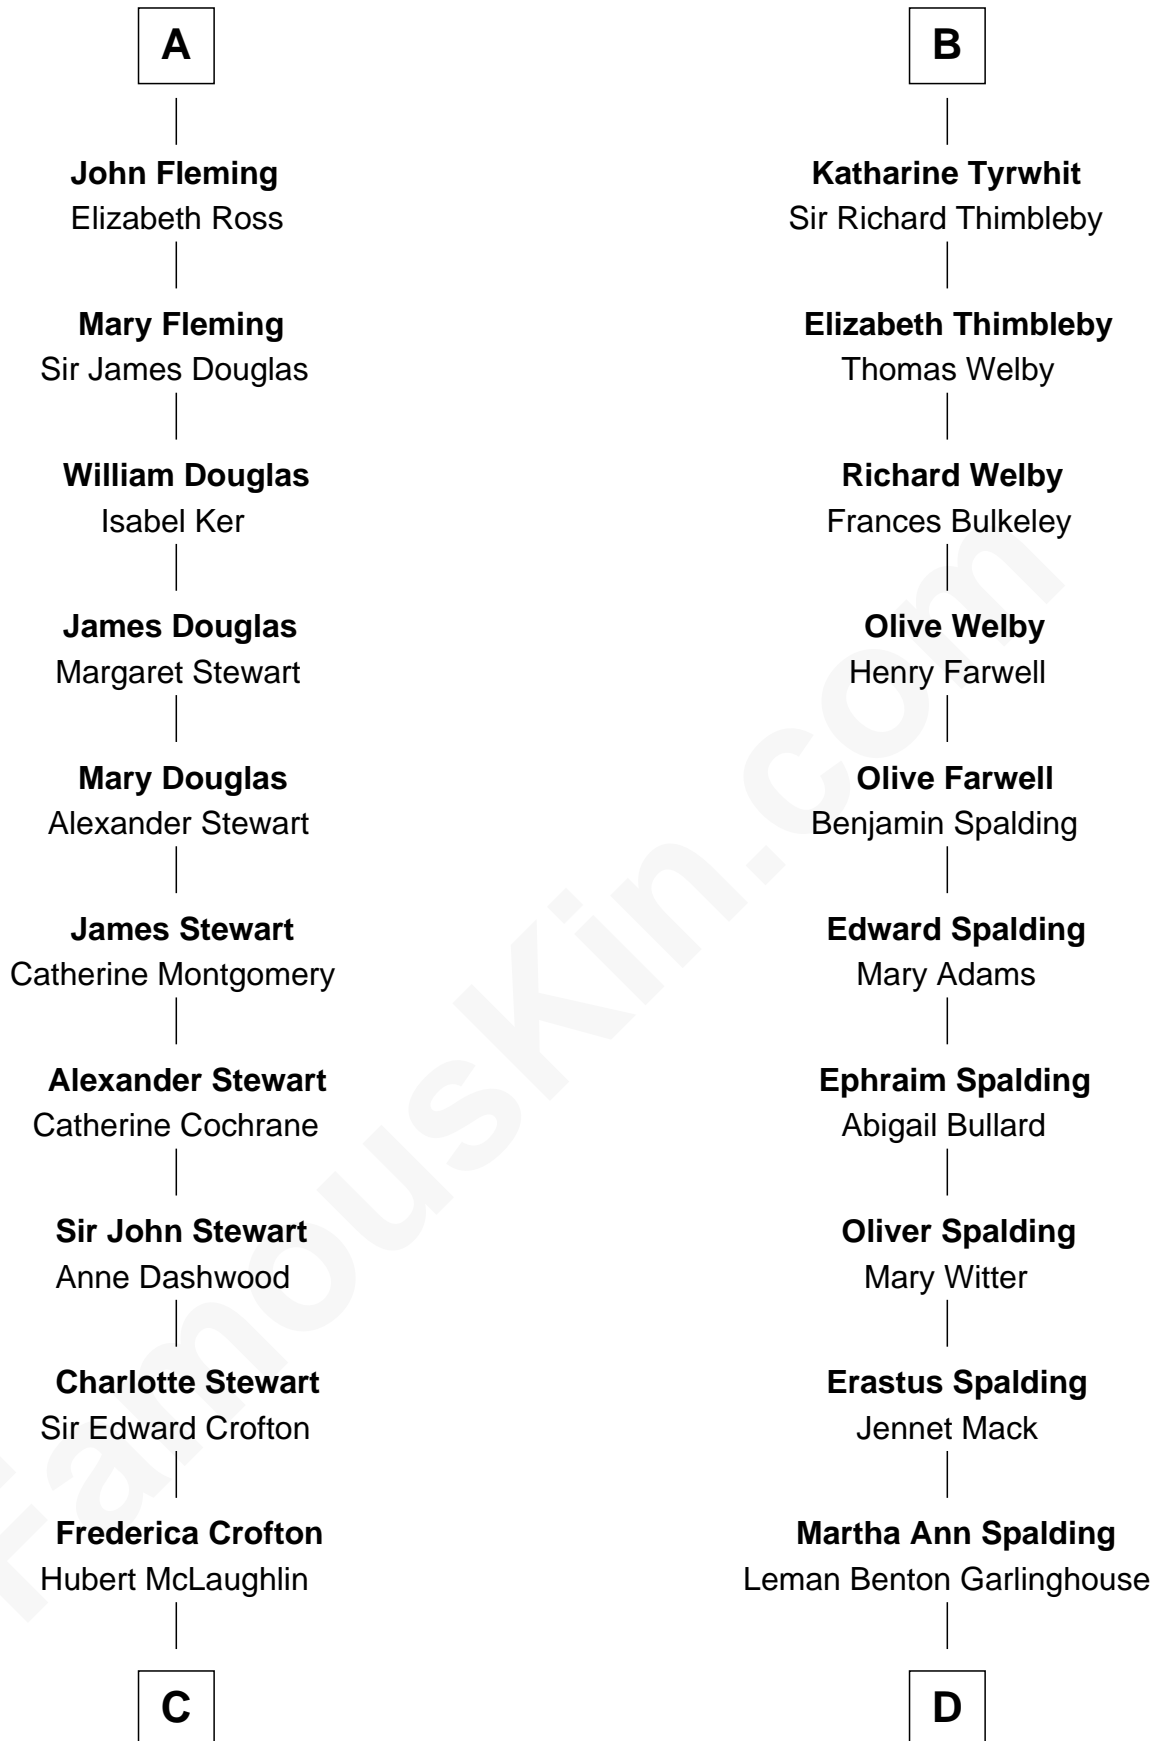 A
John Fleming
Elizabeth Ross
Mary Fleming
Sir James Douglas
William Douglas
Isabel Ker
James Douglas
Margaret Stewart
Mary Douglas
Alexander Stewart
James Stewart
Catherine Montgomery
Alexander Stewart
Catherine Cochrane
Sir John Stewart
Anne Dashwood
Charlotte Stewart
Sir Edward Crofton
Frederica Crofton
Hubert McLaughlin
C
B
Katharine Tyrwhit
Sir Richard Thimbleby
Elizabeth Thimbleby
Thomas Welby
Richard Welby
Frances Bulkeley
Olive Welby
Henry Farwell
Olive Farwell
Benjamin Spalding
Edward Spalding
Mary Adams
Ephraim Spalding
Abigail Bullard
Oliver Spalding
Mary Witter
Erastus Spalding
Jennet Mack
Martha Ann Spalding
Leman Benton Garlinghouse
D
FamousKin.com